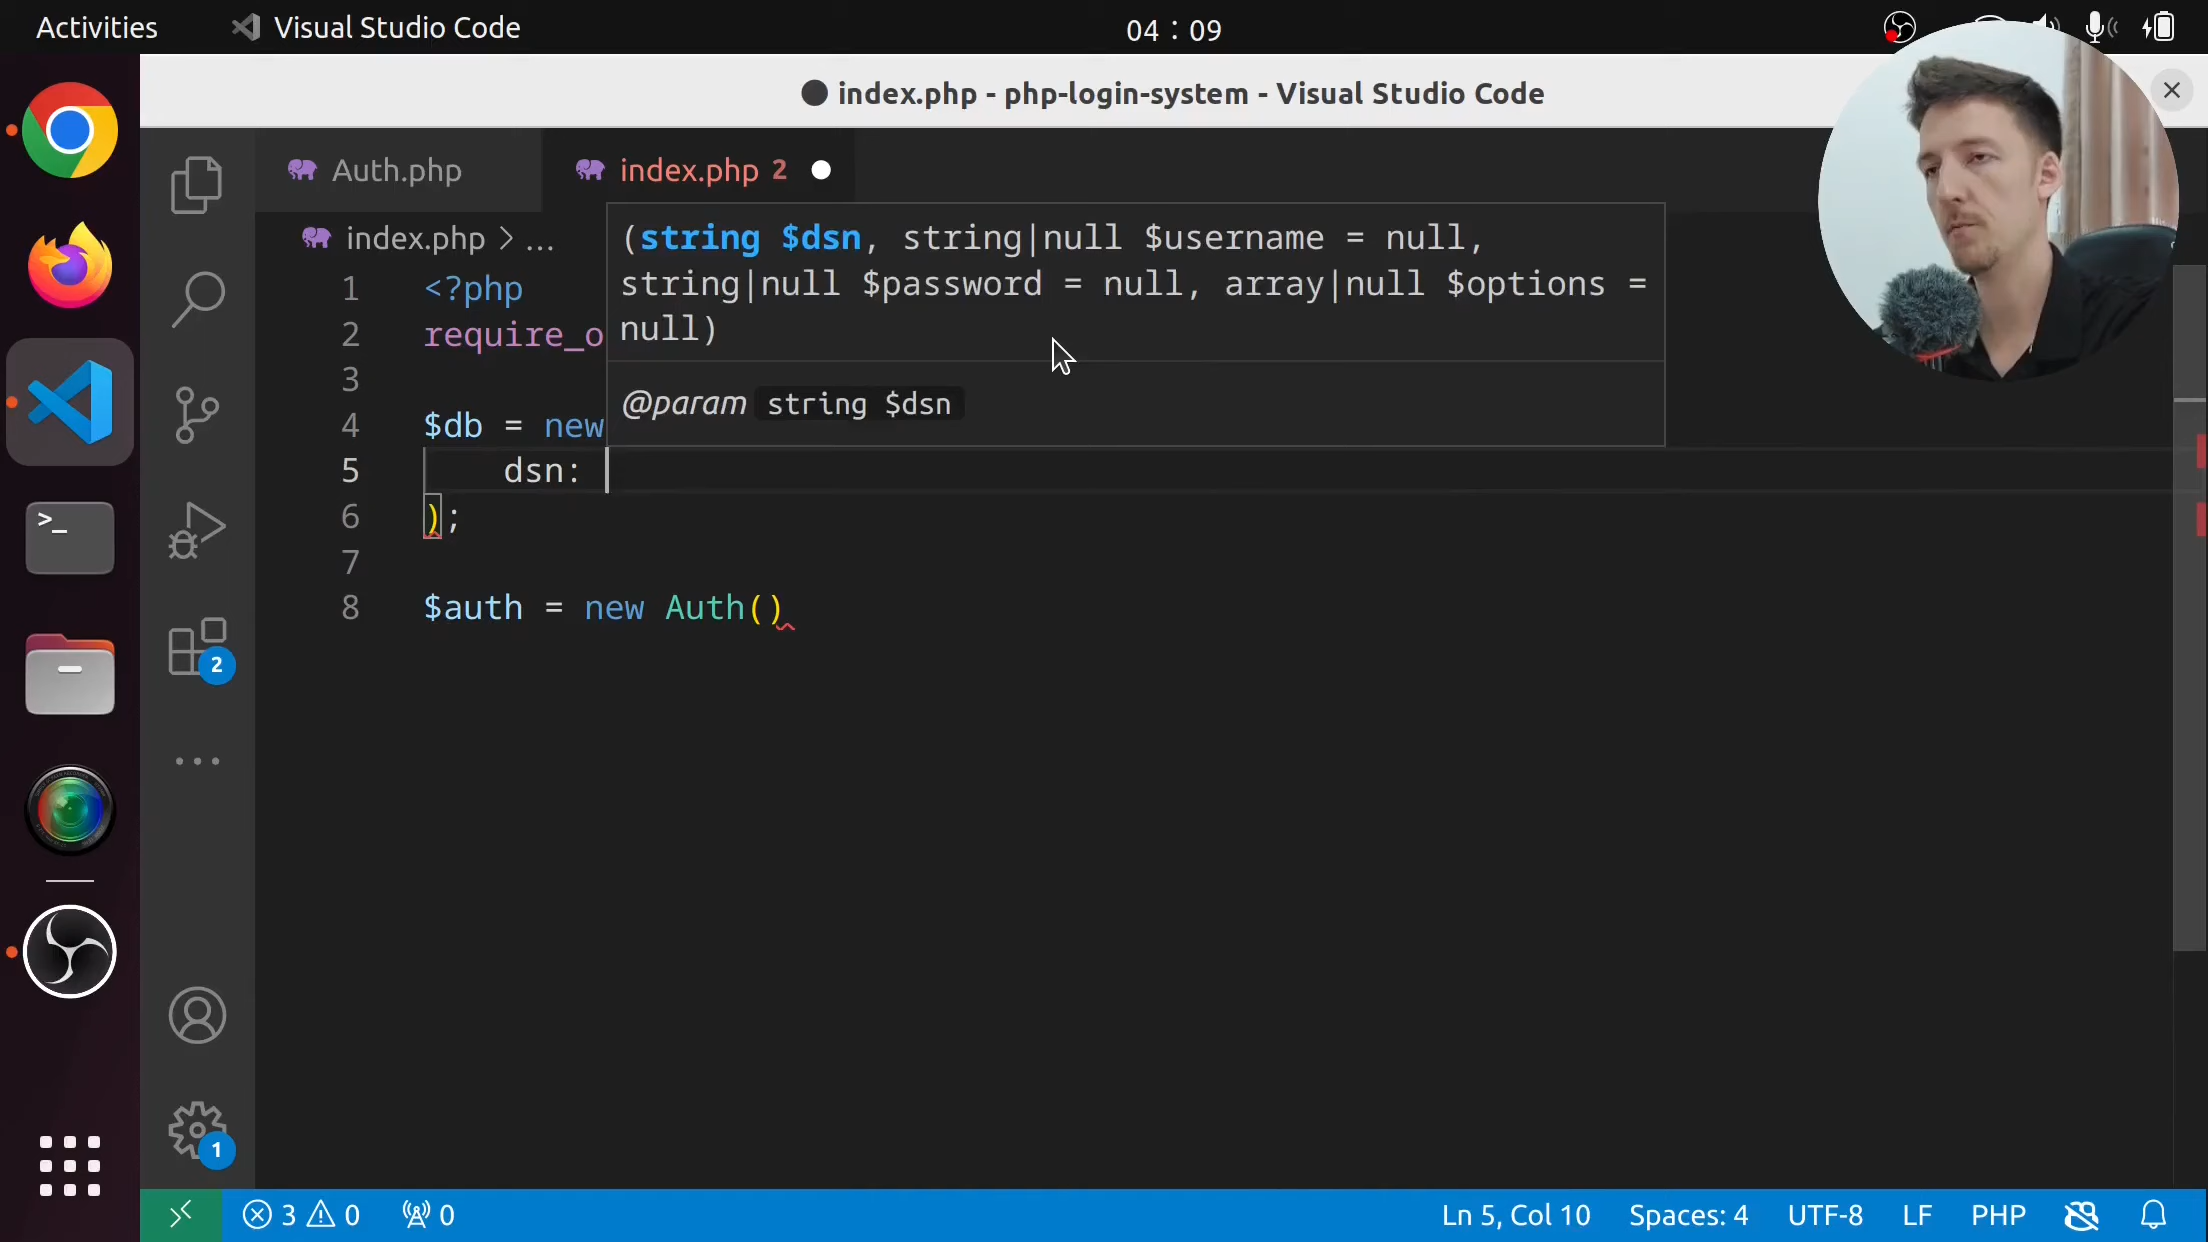 Activities
Visual Studio Code
04 : 09
index.php - php-login-system - Visual Studio Code
Auth.php
index.php 2
index.php > ...
(string $dsn, string|null $username = null,
string|null $password = null, array|null $options =
null)
@param string $dsn
1 <?php
2 require_o
3
4 $db = new
5 dsn:
6 );
7
8 $auth = new Auth()
2
1
>_
3 0 0
Ln 5, Col 10
Spaces: 4
UTF-8
LF
PHP